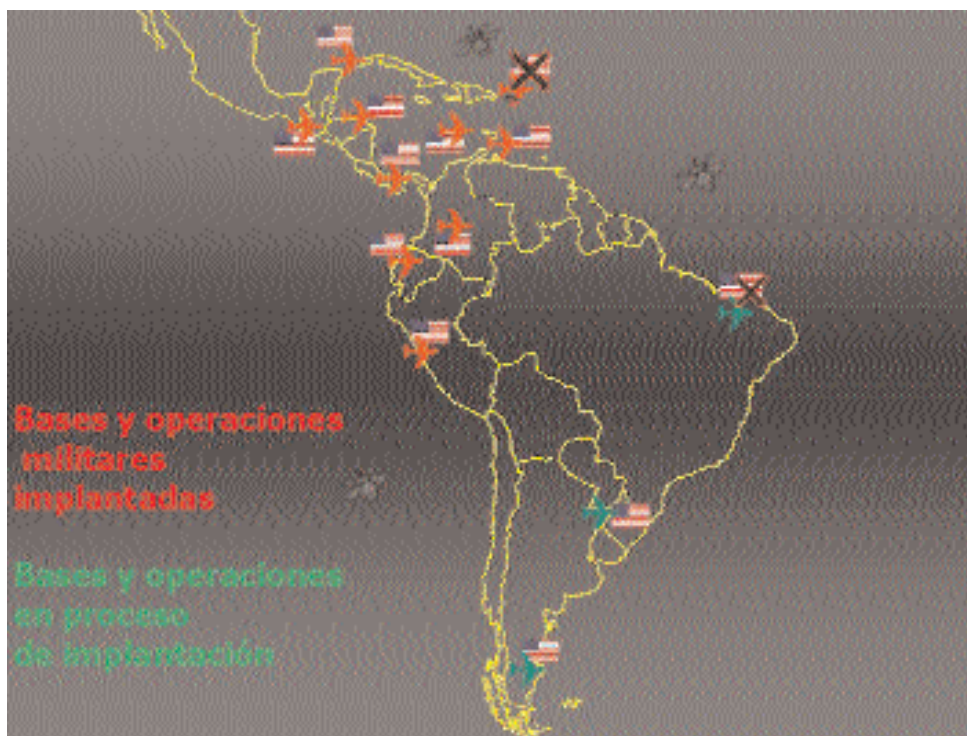 Bases y operaciones
militares
implantadas
Bases y operaciones
en proceso
de implantación